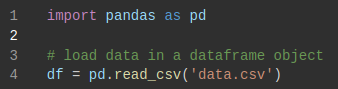 1 import pandas as pd
2
3 # load data in a dataframe object
4 df = pd.read_csv('data.csv')